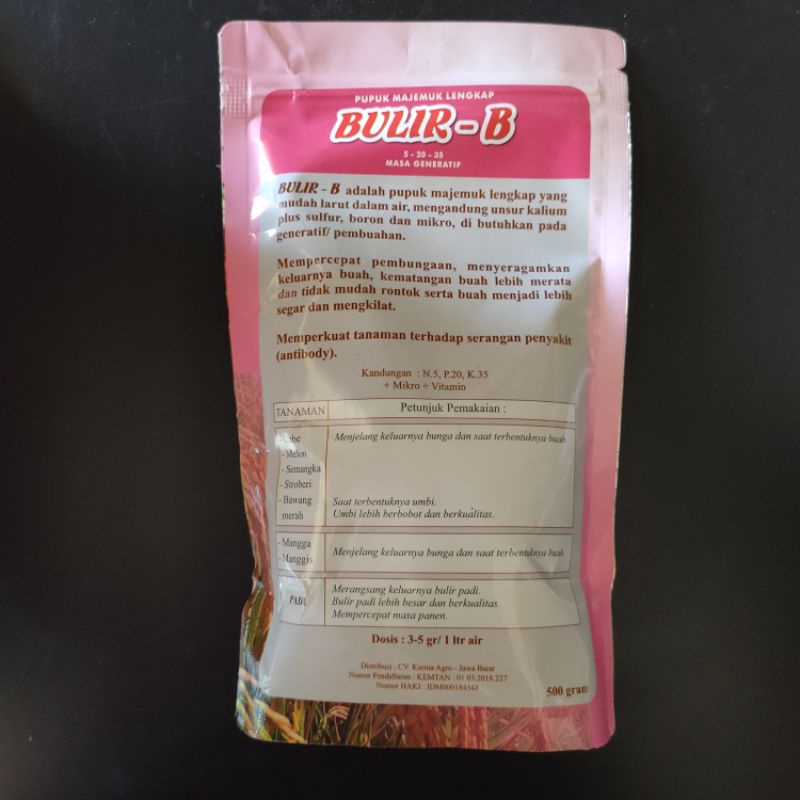 PUPUK MAJEMUK LENGKAP
BULIR - B
5 - 20 - 35
MASA GENERATIF
BULIR - B adalah pupuk majemuk lengkap yang
mudah larut dalam air, mengandung unsur kalium
plus sulfur, boron dan mikro, di butuhkan pada
generatif/ pembuahan.
Mempercepat pembungaan, menyeragamkan
keluarnya buah, kematangan buah lebih merata
dan tidak mudah rontok serta buah menjadi lebih
segar dan mengkilat.
Memperkuat tanaman terhadap serangan penyakit
(antibody).
Kandungan : N.5, P.20, K.35
+ Mikro + Vitamin
TANAMAN
Petunjuk Pemakaian :
- Cabe
- Melon
- Semangka
- Stroberi
- Bawang
merah
Menjelang keluarnya bunga dan saat terbentuknya buah.
Saat terbentuknya umbi.
Umbi lebih berbobot dan berkualitas.
- Mangga
- Manggis
Menjelang keluarnya bunga dan saat terbentuknya buah
PADI
Merangsang keluarnya bulir padi.
Bulir padi lebih besar dan berkualitas.
Mempercepat masa panen.
Dosis : 3-5 gr/ 1 ltr air
Distribusi : CV. Kurnia Agro - Jawa Barat
Nomor Pendaftaran : KEMTAN : 01.03.2018.227
Nomor HAKI : IDM000184343
500 gram